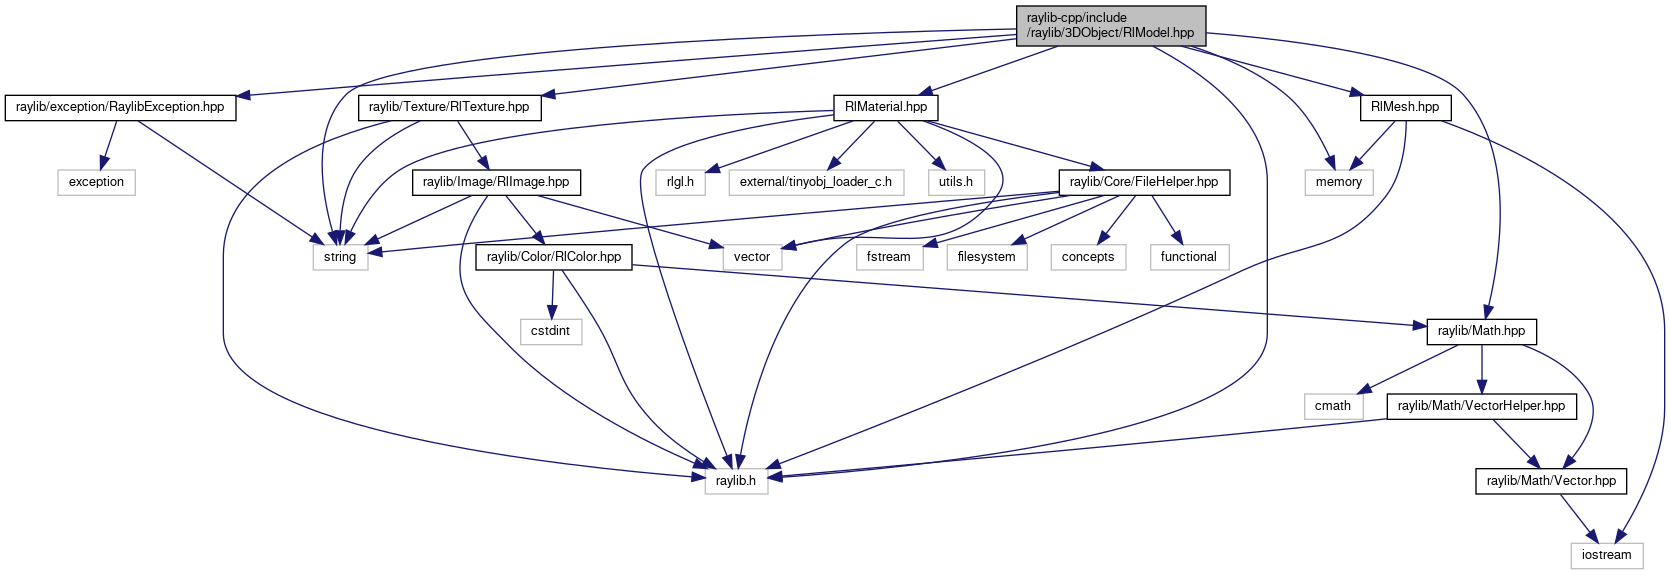 raylib-cpp/include
/raylib/3DObject/RlModel.hpp
raylib/exception/RaylibException.hpp
raylib/Texture/RlTexture.hpp
RlMaterial.hpp
RlMesh.hpp
exception
raylib/Image/RlImage.hpp
rlgl.h
external/tinyobj_loader_c.h
utils.h
raylib/Core/FileHelper.hpp
memory
string
raylib/Color/RlColor.hpp
vector
fstream
filesystem
concepts
functional
cstdint
raylib/Math.hpp
cmath
raylib/Math/VectorHelper.hpp
raylib.h
raylib/Math/Vector.hpp
iostream